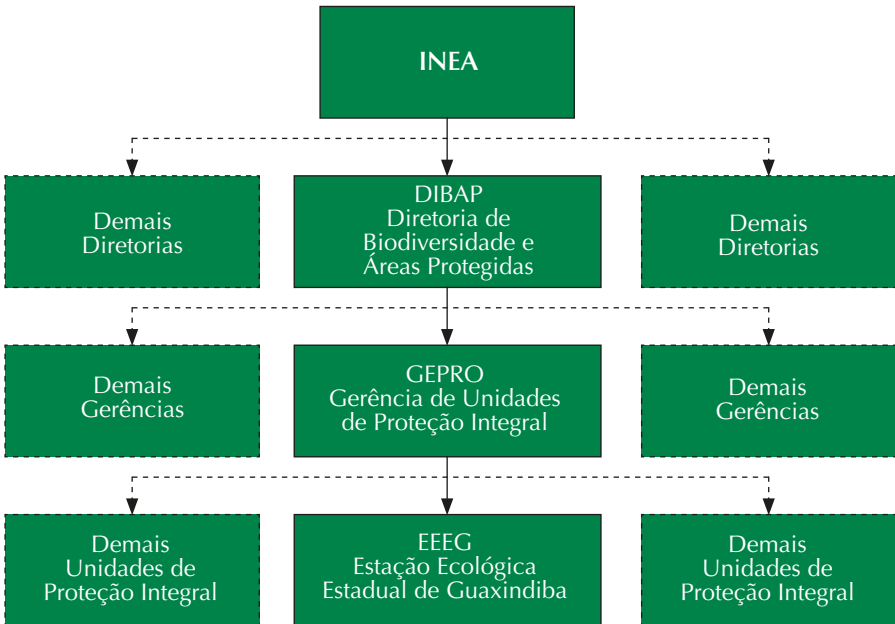 INEA
Demais
Diretorias
DIBAP
Diretoria de
Biodiversidade e
Áreas Protegidas
Demais
Diretorias
Demais
Gerências
GEPRO
Gerência de Unidades
de Proteção Integral
Demais
Gerências
Demais
Unidades de
Proteção Integral
EEEG
Estação Ecológica
Estadual de Guaxindiba
Demais
Unidades de
Proteção Integral